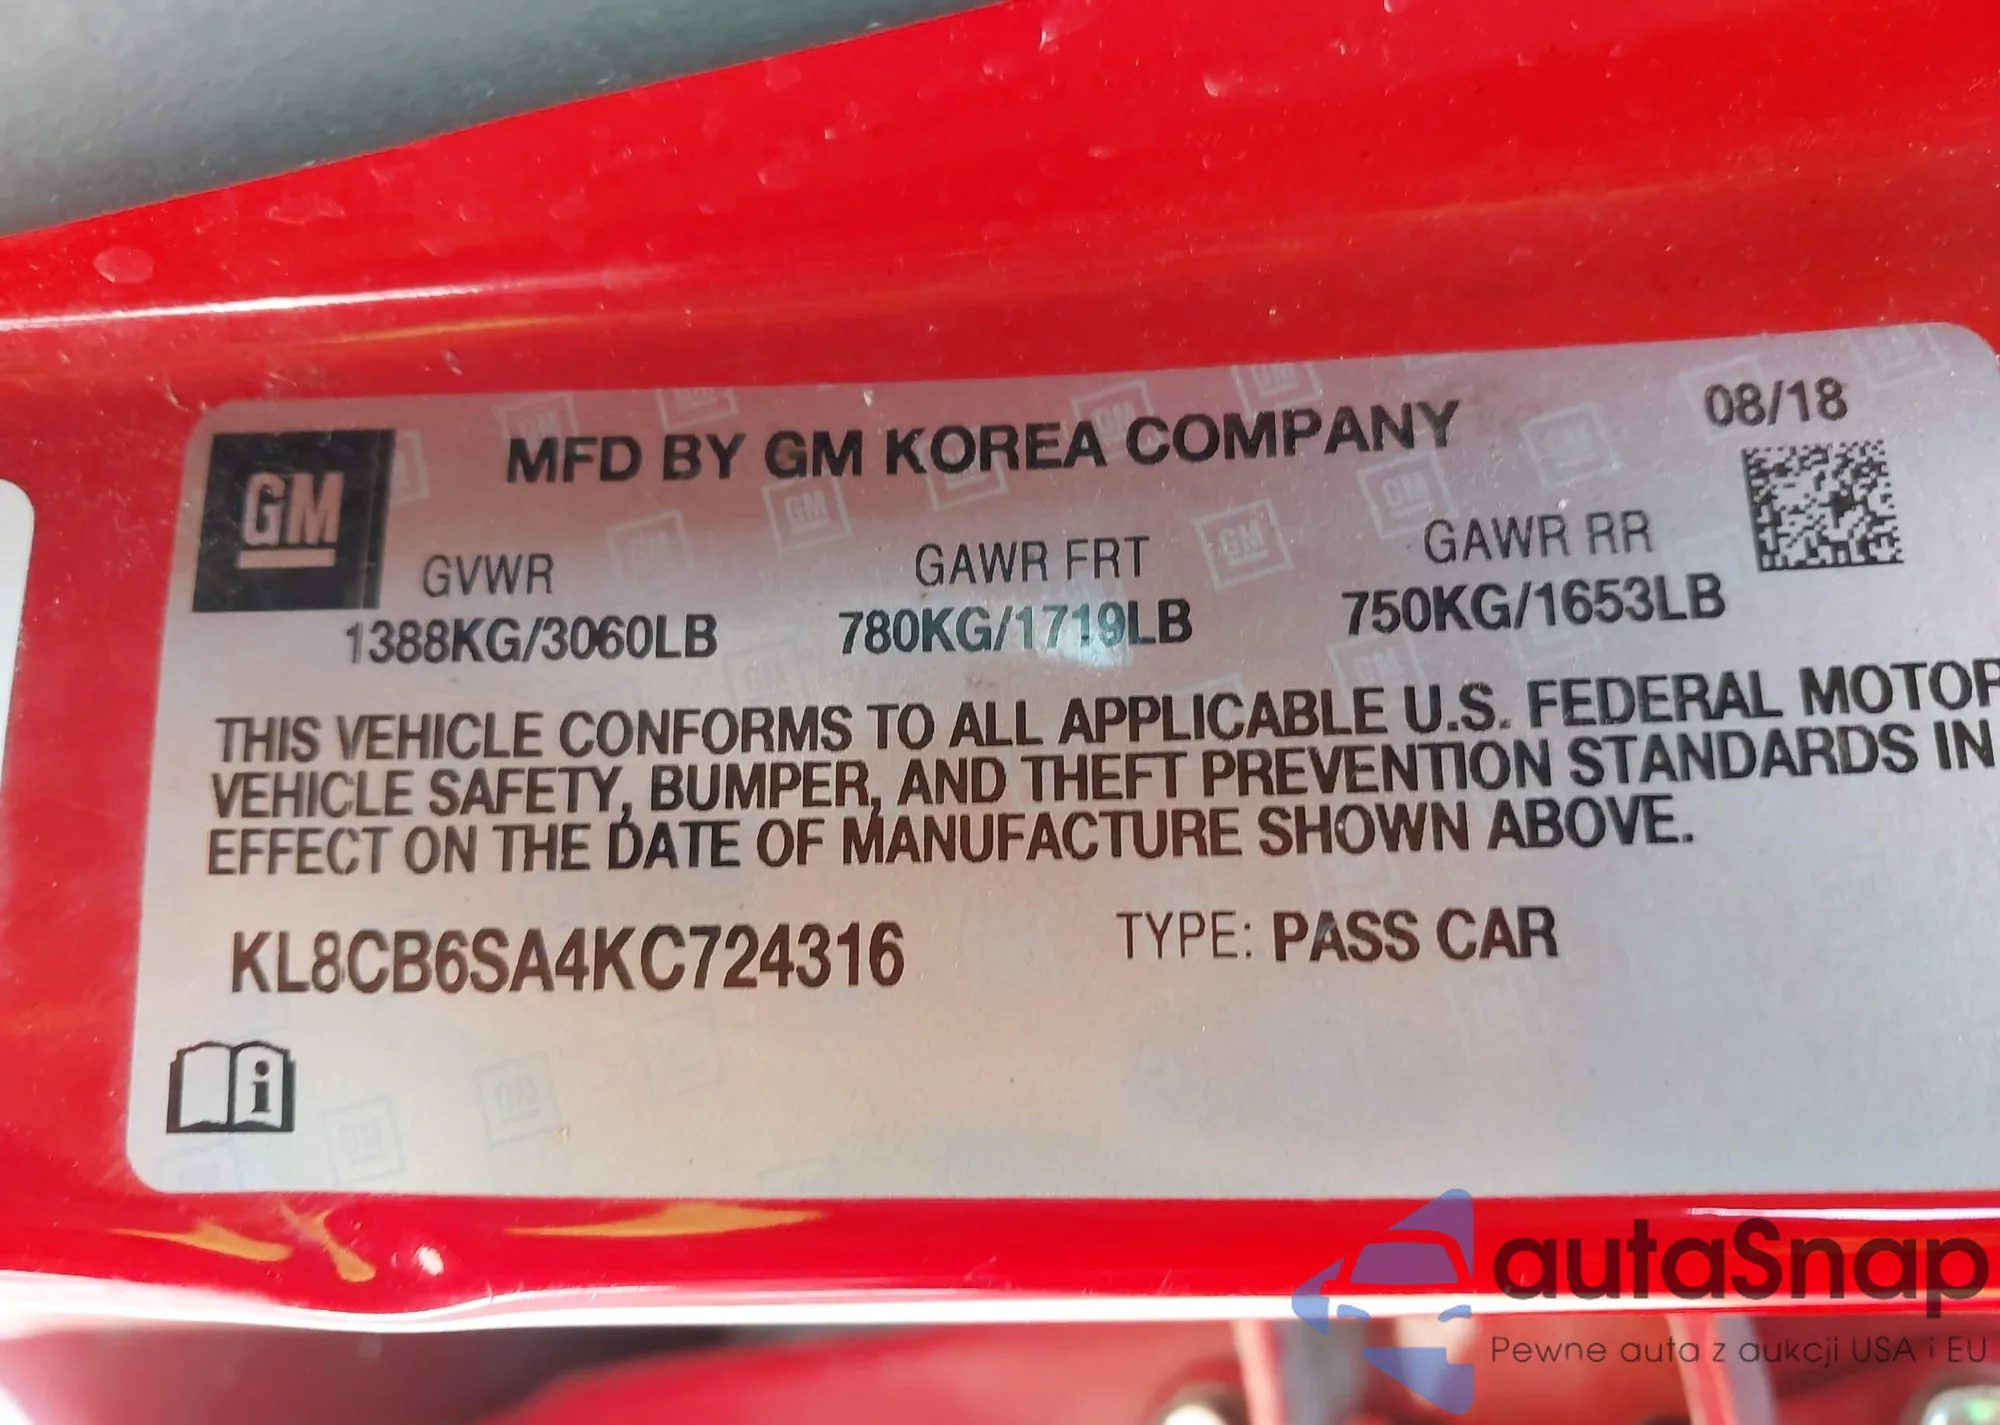 MFD BY GM KOREA COMPANY
08/18
GM
GVWR GAWR FRT GAWR RR
1388KG/3060LB 780KG/1719LB 750KG/1653LB
THIS VEHICLE CONFORMS TO ALL APPLICABLE U.S. FEDERAL MOTOR
VEHICLE SAFETY, BUMPER, AND THEFT PREVENTION STANDARDS IN
EFFECT ON THE DATE OF MANUFACTURE SHOWN ABOVE.
KL8CB6SA4KC724316 TYPE: PASS CAR
i
autaSnap
Pewne auta z aukcji USA i EU